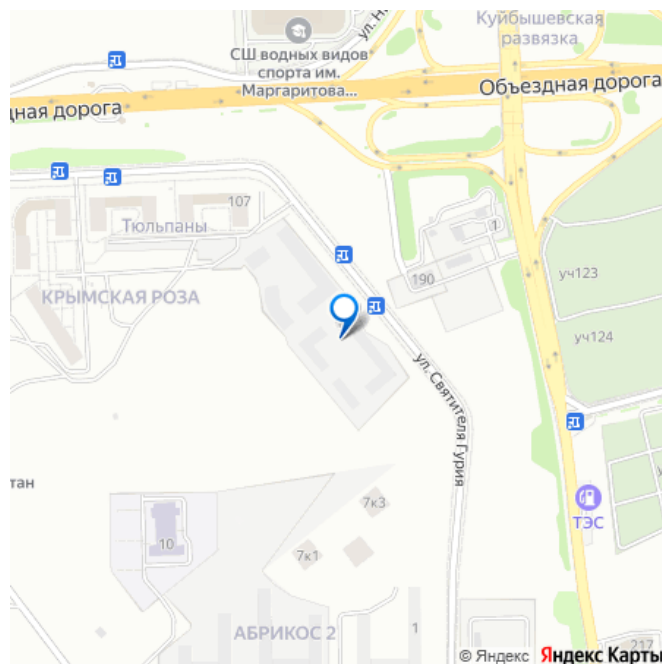 Куйбышевская
развязка
ул. Н
СШ водных видов
спорта им.
Маргаритова...
Объездная дорога
дная дорога
107
Тюльпаны
1
190
уч123
КРЫМСКАЯ РОЗА
уч124
ул. Святителя Гурия
тан
7к3
ТЭС
10
7к1
АБРИКОС 2
1
217
© Яндекс Яндекс Карты